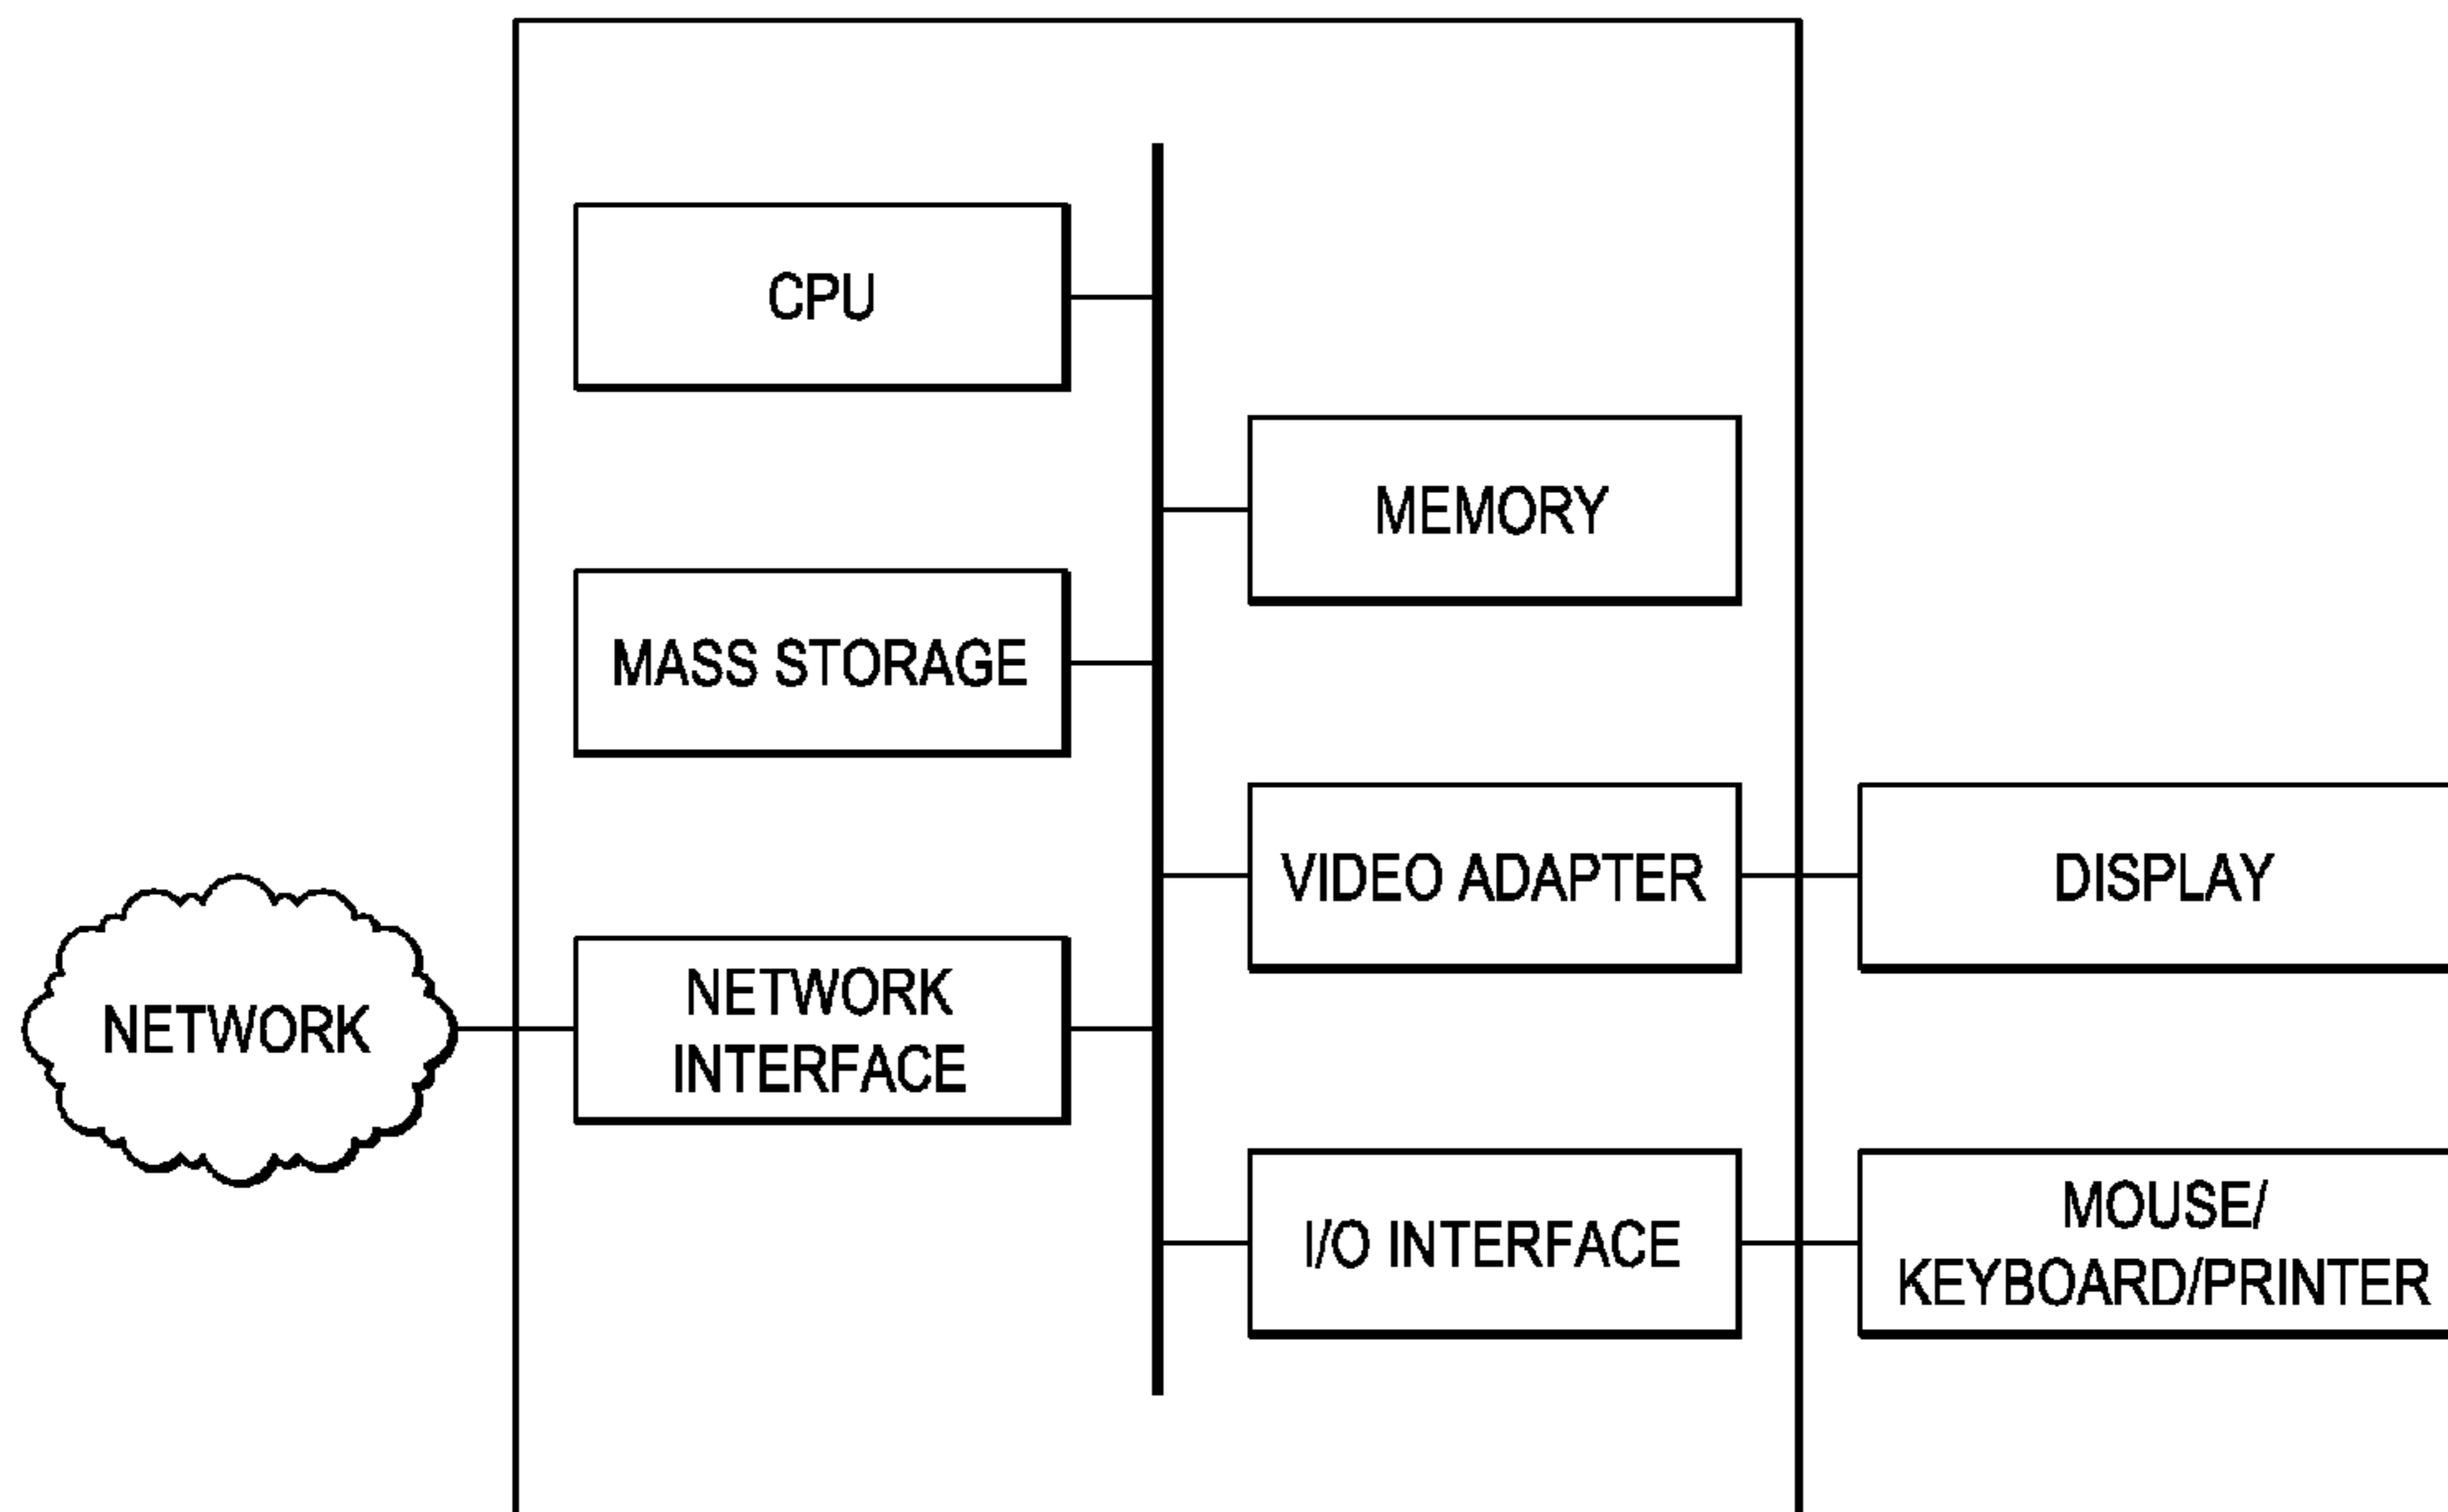 CPU
MEMORY
MASS STORAGE
VIDEO ADAPTER
DISPLAY
NETWORK
NETWORK
INTERFACE
I/O INTERFACE
MOUSE/
KEYBOARD/PRINTER